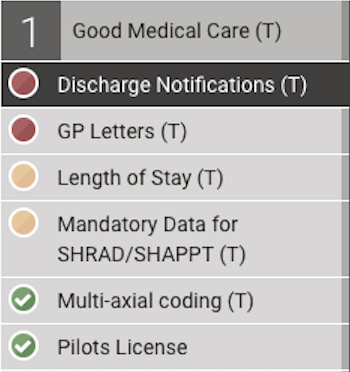 1 Good Medical Care (T)
Discharge Notifications (T)
GP Letters (T)
Length of Stay (T)
Mandatory Data for
SHRAD/SHAPPT (T)
Multi-axial coding (T)
Pilots License